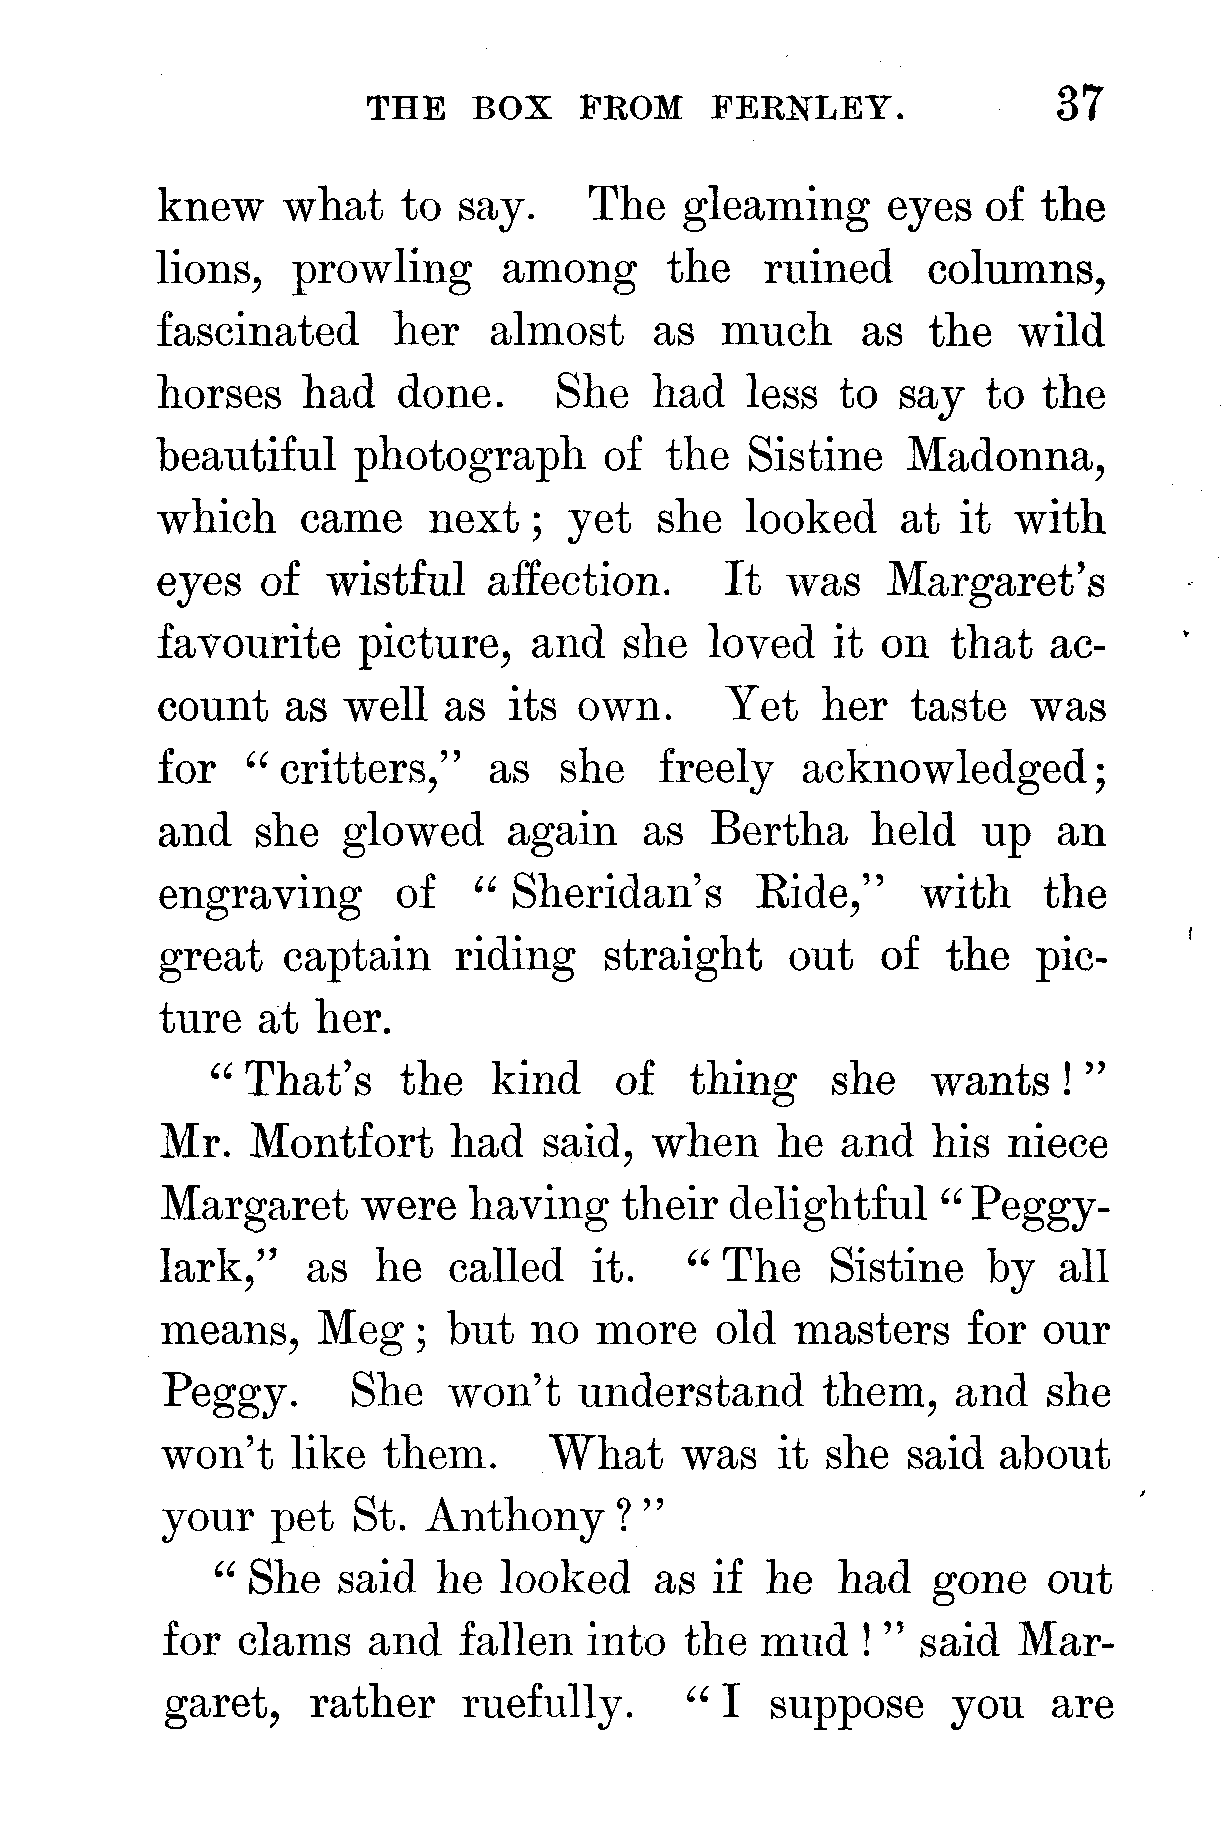 THE BOX FROM FERNLEY. 37
knew what to say. The gleaming eyes of the
lions, prowling among the ruined columns,
fascinated her almost as much as the wild
horses had done. She had less to say to the
beautiful photograph of the Sistine Madonna,
which came next; yet she looked at it with
eyes of wistful affection. It was Margaret's
favourite picture, and she loved it on that ac-
count as well as its own. Yet her taste was
for "critters," as she freely acknowledged;
and she glowed again as Bertha held up an
engraving of "Sheridan's Ride," with the
great captain riding straight out of the pic-
ture at her.
"That's the kind of thing she wants!"
Mr. Montfort had said, when he and his niece
Margaret were having their delightful "Peggy-
lark," as he called it. "The Sistine by all
means, Meg; but no more old masters for our
Peggy. She won't understand them, and she
won't like them. What was it she said about
your pet St. Anthony?"
"She said he looked as if he had gone out
for clams and fallen into the mud!" said Mar-
garet, rather ruefully. "I suppose you are